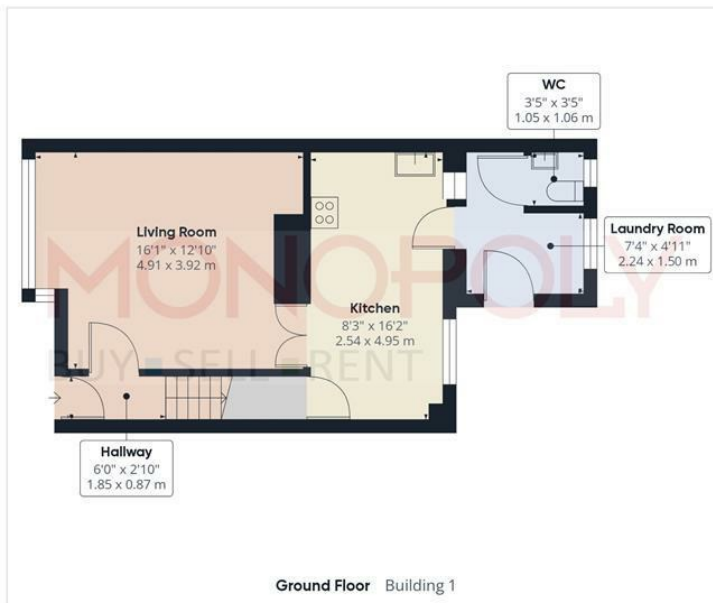 WC
3'5" x 3'5"
1.05 x 1.06 m
Living Room
16'1" x 12'10"
4.91 x 3.92 m
Laundry Room
7'4" x 4'11"
2.24 x 1.50 m
MONOPOLY
BUY SELL RENT
Kitchen
8'3" x 16'2"
2.54 x 4.95 m
Hallway
6'0" x 2'10"
1.85 x 0.87 m
Ground Floor Building 1